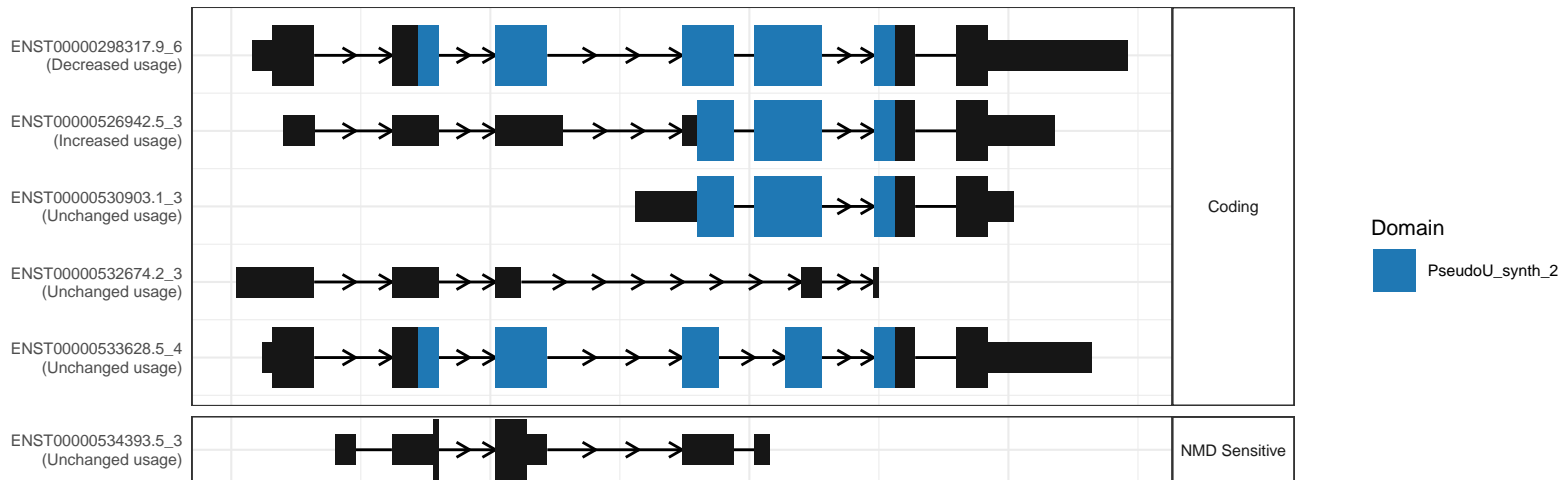 ENST00000298317.9_6
(Decreased usage)
ENST00000526942.5_3
(Increased usage)
ENST00000530903.1_3
(Unchanged usage)
ENST00000532674.2_3
(Unchanged usage)
ENST00000533628.5_4
(Unchanged usage)
Coding
ENST00000534393.5_3
(Unchanged usage)
NMD Sensitive
Domain
PseudoU_synth_2